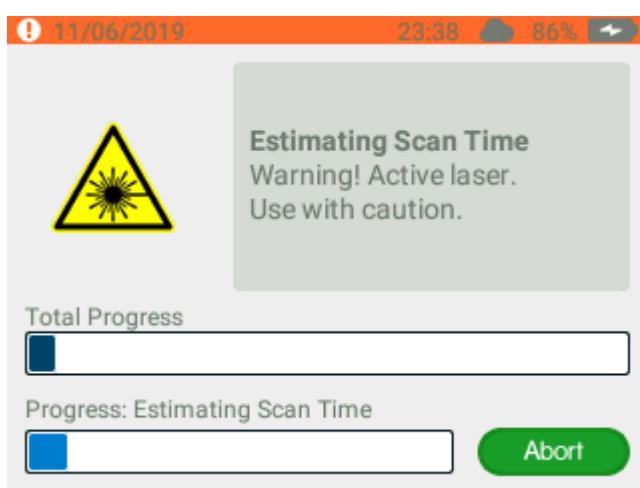 11/06/2019 23:38 86%
Estimating Scan Time
Warning! Active laser.
Use with caution.
Total Progress
Progress: Estimating Scan Time
Abort